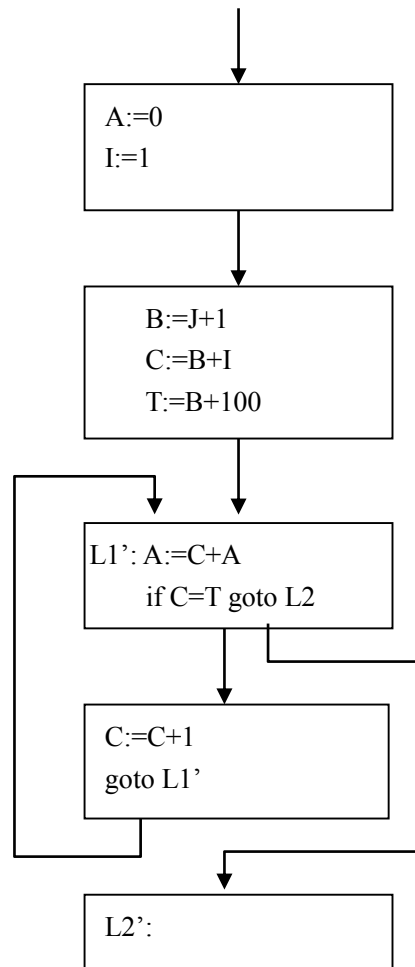 A:=0
I:=1
B:=J+1
C:=B+I
T:=B+100
L1’: A:=C+A
if C=T goto L2
C:=C+1
goto L1’
L2’: